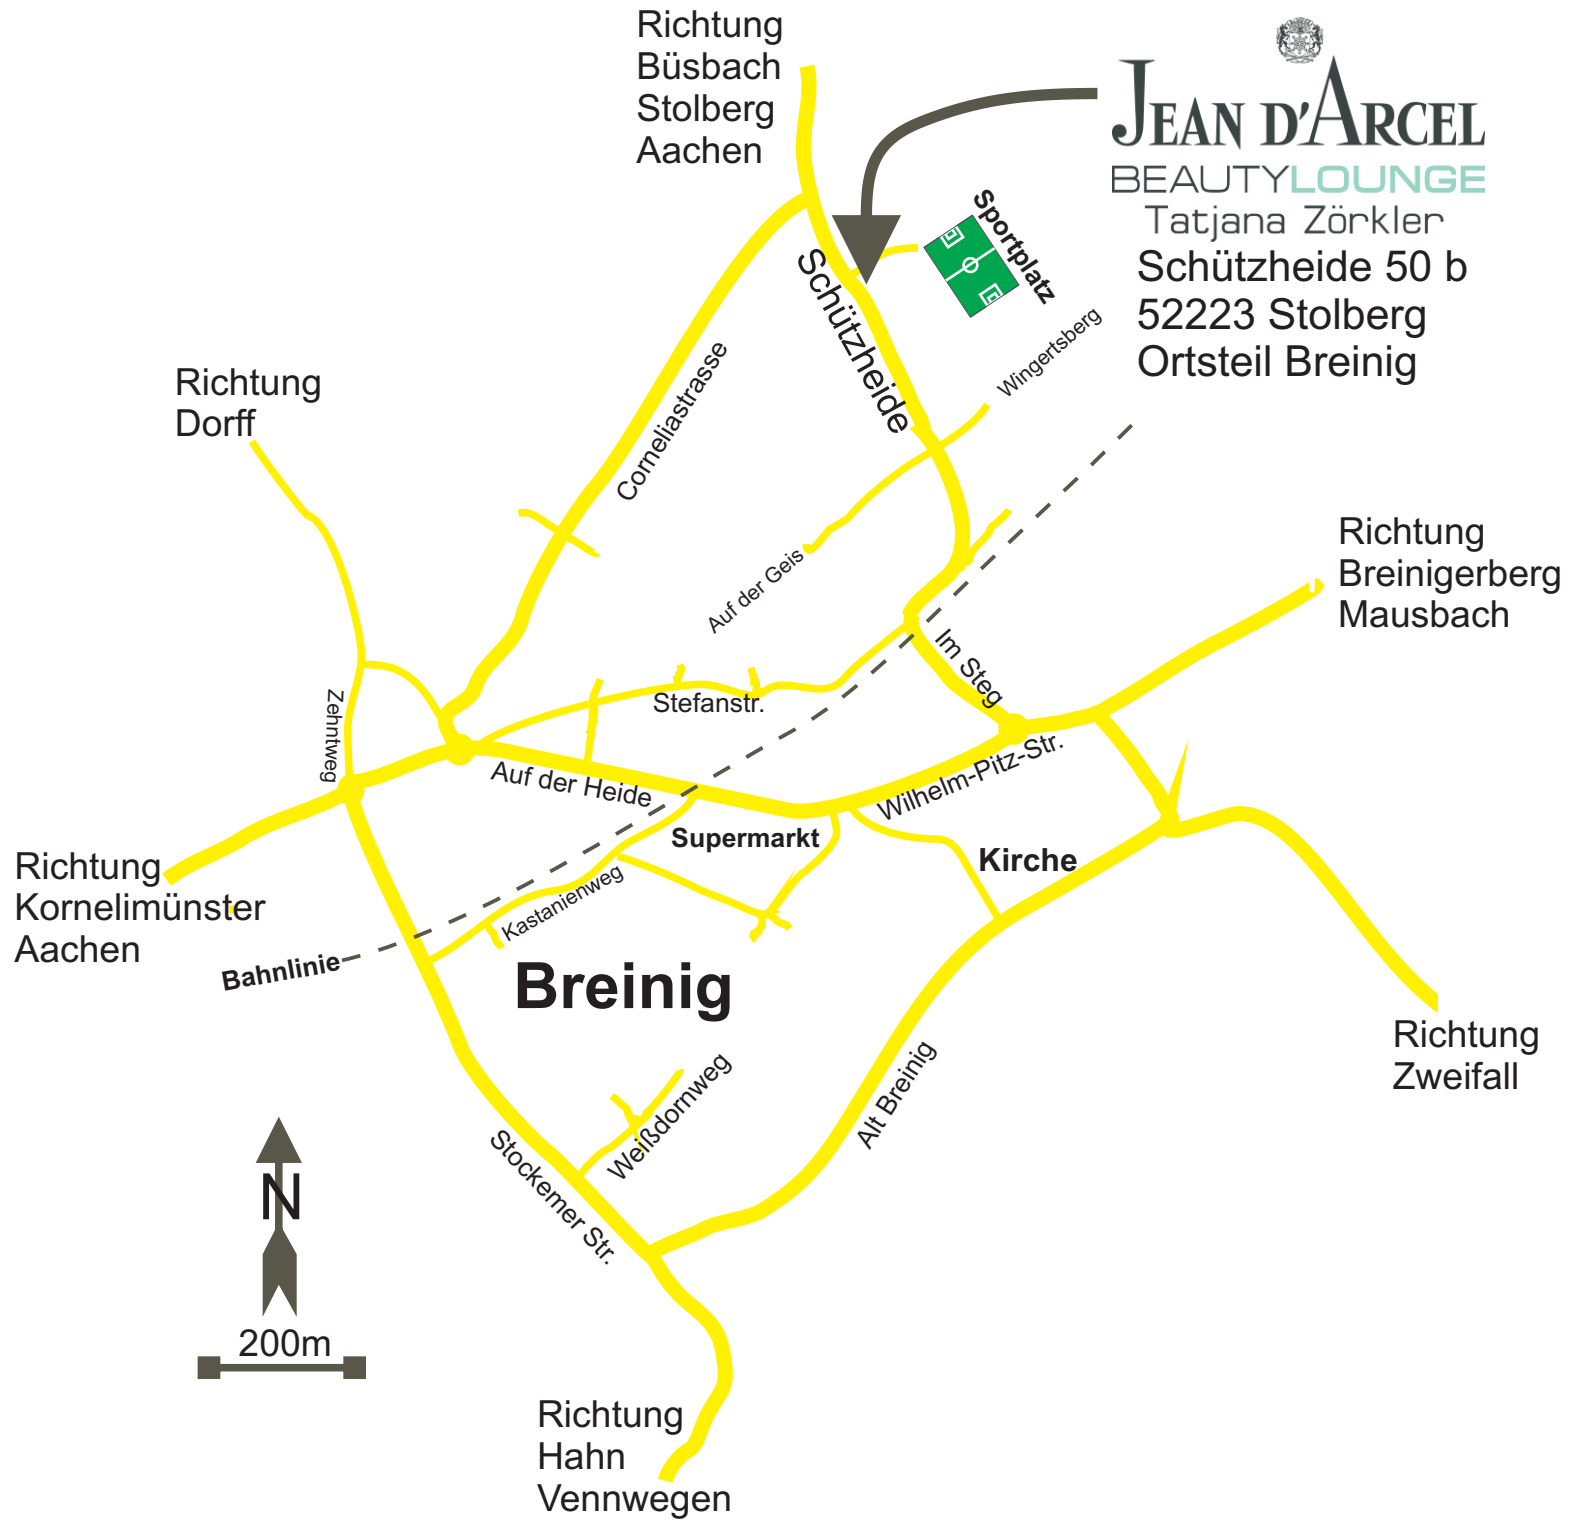 Richtung
Büsbach
Stolberg
Aachen
JEAN D'ARCEL
BEAUTYLOUNGE
Tatjana Zörkler
Schützheide 50 b
52223 Stolberg
Ortsteil Breinig
Sportplatz
Schützheide
Wingertsberg
Corneliastrasse
Richtung
Dorff
Auf der Geis
Richtung
Breinigerberg
Mausbach
Im Steg
Stefanstr.
Zehntweg
Auf der Heide
Wilhelm-Pitz-Str.
Supermarkt
Kirche
Richtung
Kornelimünster
Aachen
Kastanienweg
Bahnlinie
Breinig
Richtung
Zweifall
Alt Breinig
Weißdornweg
Stockemer Str.
N
200m
Richtung
Hahn
Vennwegen